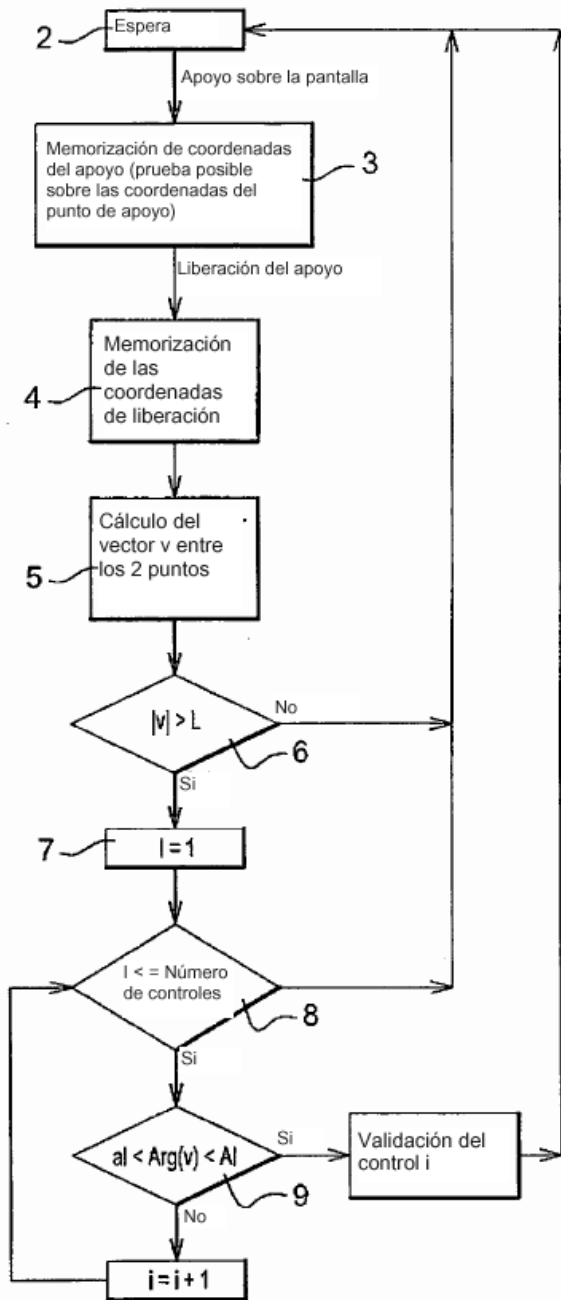 2
Espera
Apoyo sobre la pantalla
Memorización de coordenadas
del apoyo (prueba posible
sobre las coordenadas del
punto de apoyo)
3
Liberación del apoyo
Memorización
de las
coordenadas
de liberación
4
Cálculo del
vector v entre
los 2 puntos
5
|v| > L
No
6
Si
7
I = 1
I < = Número
de controles
8
Si
aI < Arg(v) < AI
Si
9
Validación del
control i
No
i = i + 1